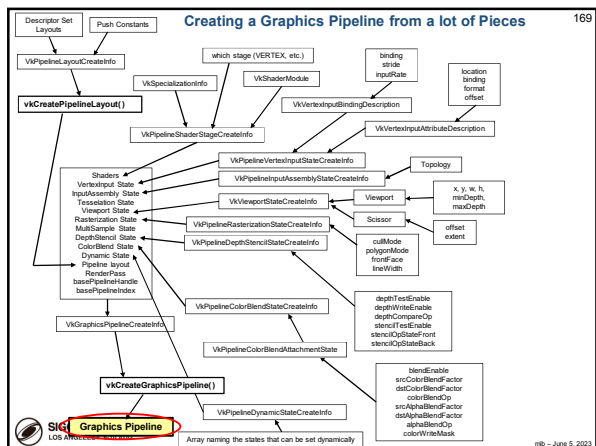 Creating a Graphics Pipeline from a lot of Pieces
169
Descriptor Set
Layouts
Push Constants
VkPipelineLayoutCreateInfo
vkCreatePipelineLayout()
which stage (VERTEX, etc.)
VkSpecializationInfo
VkShaderModule
VkPipelineShaderStageCreateInfo
binding
stride
inputRate
location
binding
format
offset
VkVertexInputBindingDescription
VkVertexInputAttributeDescription
VkPipelineVertexInputStateCreateInfo
VkPipelineInputAssemblyStateCreateInfo
Topology
Shaders
VertexInput State
InputAssembly State
Tesselation State
Viewport State
Rasterization State
MultiSample State
DepthStencil State
ColorBlend State
Dynamic State
Pipeline layout
RenderPass
basePipelineHandle
basePipelineIndex
VkViewportStateCreateInfo
Viewport
x, y, w, h,
minDepth,
maxDepth
Scissor
offset
extent
VkPipelineRasterizationStateCreateInfo
cullMode
polygonMode
frontFace
lineWidth
VkPipelineDepthStencilStateCreateInfo
depthTestEnable
depthWriteEnable
depthCompareOp
stencilTestEnable
stencilOpStateFront
stencilOpStateBack
VkPipelineColorBlendStateCreateInfo
VkGraphicsPipelineCreateInfo
VkPipelineColorBlendAttachmentState
blendEnable
srcColorBlendFactor
dstColorBlendFactor
colorBlendOp
srcAlphaBlendFactor
dstAlphaBlendFactor
alphaBlendOp
colorWriteMask
vkCreateGraphicsPipeline()
VkPipelineDynamicStateCreateInfo
Graphics Pipeline
Array naming the states that can be set dynamically
LOS ANGELES
mjb – June 5, 2023